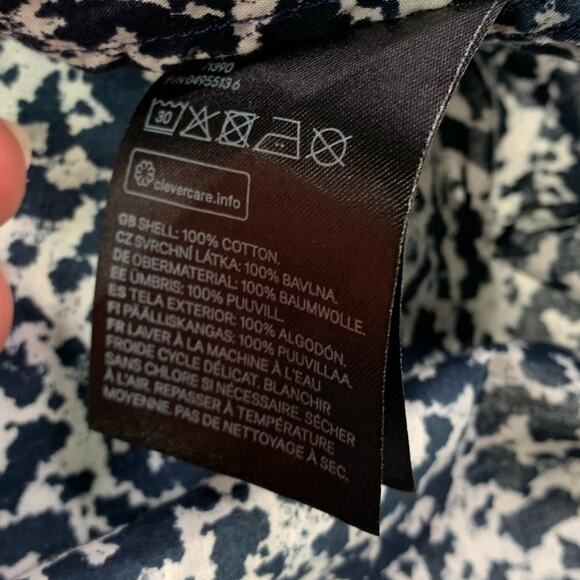 1390
P/N 0495513 6
30
clevercare.info
GB SHELL: 100% COTTON.
CZ SVRCHNÍ LÁTKA: 100% BAVLNA.
DE OBERMATERIAL: 100% BAUMWOLLE.
EE ÜMBRIS: 100% PUUVILL.
ES TELA EXTERIOR: 100% ALGODÓN.
FI PÄÄLLISKANGAS: 100% PUUVILLAA.
FR LAVER À LA MACHINE À L'EAU
FROIDE CYCLE DÉLICAT. BLANCHIR
SANS CHLORE SI NÉCESSAIRE. SÉCHER
À L'AIR. REPASSER À TEMPÉRATURE
MOYENNE. PAS DE NETTOYAGE À SEC.